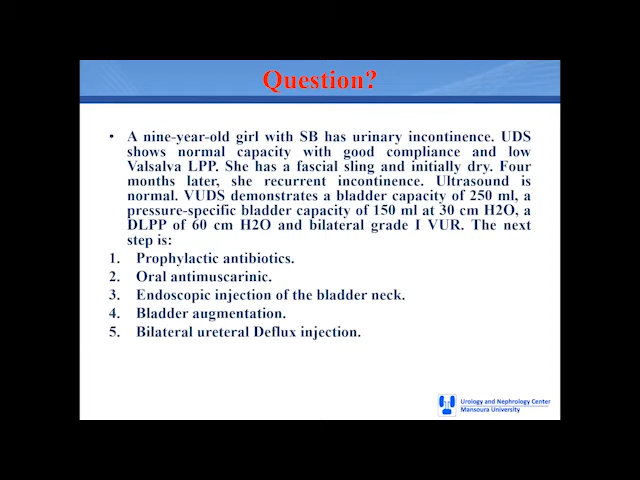 Question?
• A nine-year-old girl with SB has urinary incontinence. UDS
shows normal capacity with good compliance and low
Valsalva LPP. She has a fascial sling and initially dry. Four
months later, she recurrent incontinence. Ultrasound is
normal. VUDS demonstrates a bladder capacity of 250 ml, a
pressure-specific bladder capacity of 150 ml at 30 cm H2O, a
DLPP of 60 cm H2O and bilateral grade I VUR. The next
step is:
1. Prophylactic antibiotics.
2. Oral antimuscarinic.
3. Endoscopic injection of the bladder neck.
4. Bladder augmentation.
5. Bilateral ureteral Deflux injection.
Urology and Nephrology Center
Mansoura University